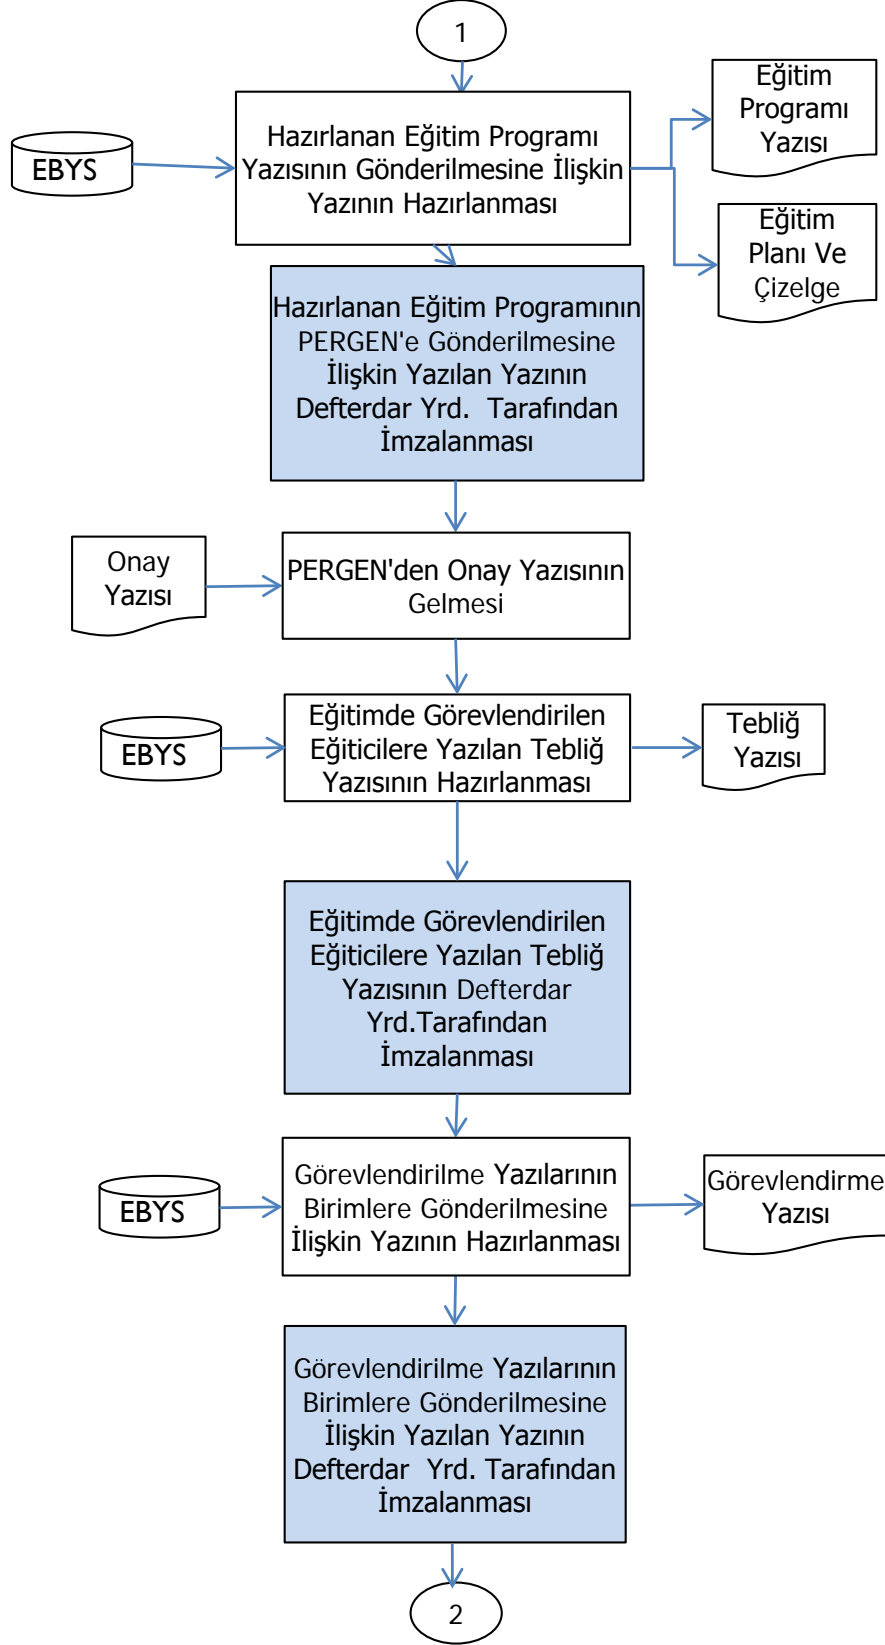 1
Eğitim
Programı
Yazısı
Hazırlanan Eğitim Programı
Yazısının Gönderilmesine İlişkin
Yazının Hazırlanması
EBYS
Eğitim
Planı Ve
Çizelge
Hazırlanan Eğitim Programının
PERGEN'e Gönderilmesine
İlişkin Yazılan Yazının
Defterdar Yrd. Tarafından
İmzalanması
Onay
Yazısı
PERGEN'den Onay Yazısının
Gelmesi
EBYS
Eğitimde Görevlendirilen
Eğiticilere Yazılan Tebliğ
Yazısının Hazırlanması
Tebliğ
Yazısı
Eğitimde Görevlendirilen
Eğiticilere Yazılan Tebliğ
Yazısının Defterdar
Yrd.Tarafından
İmzalanması
EBYS
Görevlendirilme Yazılarının
Birimlere Gönderilmesine
İlişkin Yazının Hazırlanması
Görevlendirme
Yazısı
Görevlendirilme Yazılarının
Birimlere Gönderilmesine
İlişkin Yazılan Yazının
Defterdar Yrd. Tarafından
İmzalanması
2